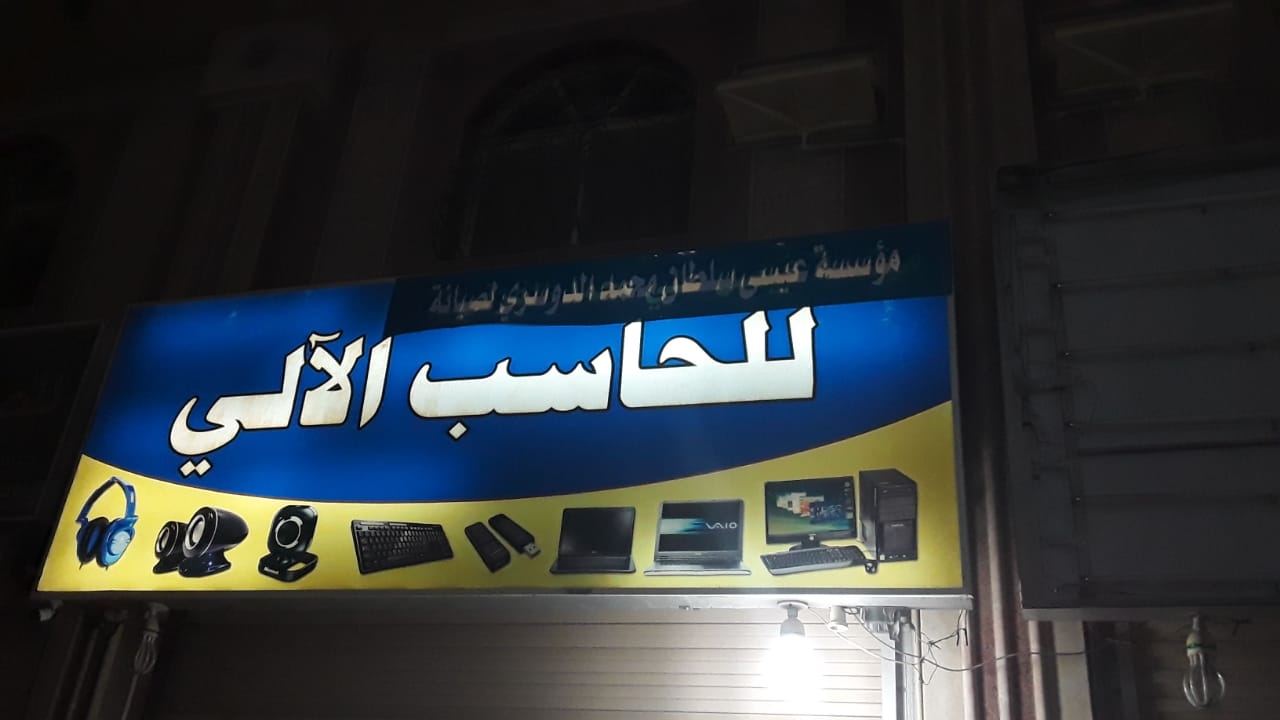 مؤسسة عيسى سلطان محمد الدوسري لصيانة
للحاسب الآلي
VAIO